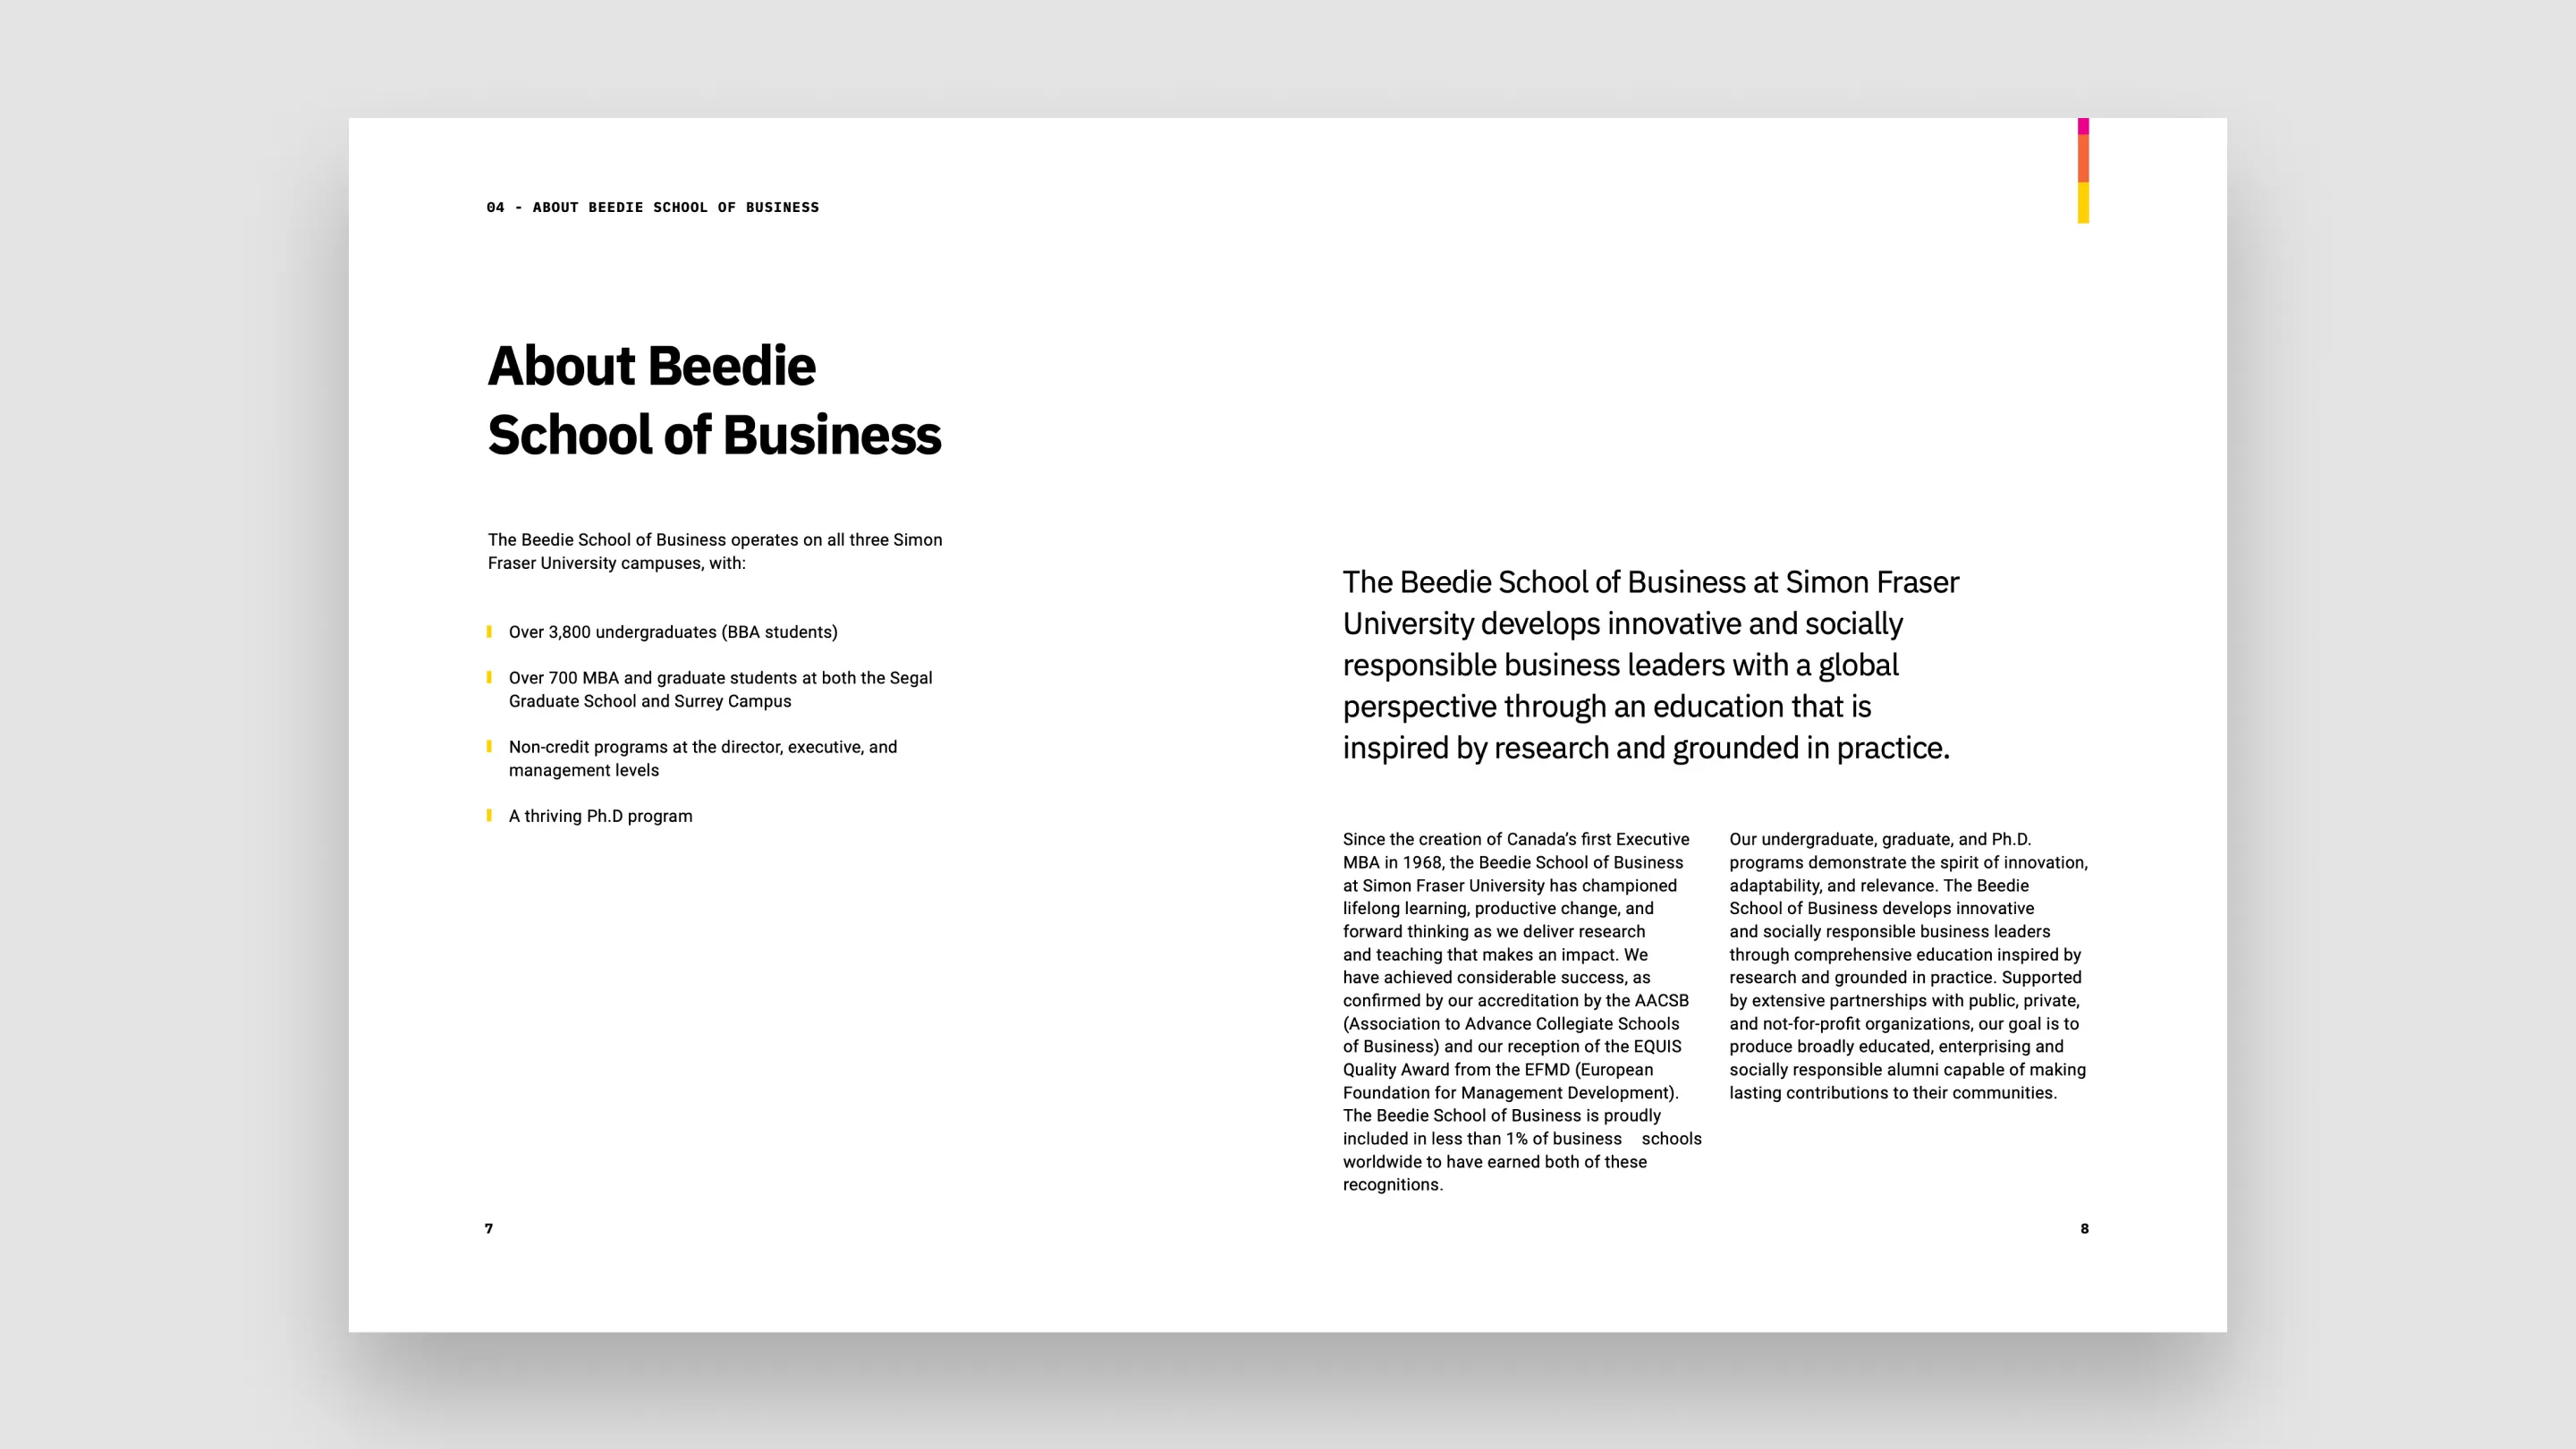 04 - ABOUT BEEDIE SCHOOL OF BUSINESS
About Beedie
School of Business
The Beedie School of Business operates on all three Simon
Fraser University campuses, with:
Over 3,800 undergraduates (BBA students)
Over 700 MBA and graduate students at both the Segal
Graduate School and Surrey Campus
Non-credit programs at the director, executive, and
management levels
A thriving Ph.D program
7
The Beedie School of Business at Simon Fraser
University develops innovative and socially
responsible business leaders with a global
perspective through an education that is
inspired by research and grounded in practice.
Since the creation of Canada’s first Executive
MBA in 1968, the Beedie School of Business
at Simon Fraser University has championed
lifelong learning, productive change, and
forward thinking as we deliver research
and teaching that makes an impact. We
have achieved considerable success, as
confirmed by our accreditation by the AACSB
(Association to Advance Collegiate Schools
of Business) and our reception of the EQUIS
Quality Award from the EFMD (European
Foundation for Management Development).
The Beedie School of Business is proudly
included in less than 1% of business schools
worldwide to have earned both of these
recognitions.
Our undergraduate, graduate, and Ph.D.
programs demonstrate the spirit of innovation,
adaptability, and relevance. The Beedie
School of Business develops innovative
and socially responsible business leaders
through comprehensive education inspired by
research and grounded in practice. Supported
by extensive partnerships with public, private,
and not-for-profit organizations, our goal is to
produce broadly educated, enterprising and
socially responsible alumni capable of making
lasting contributions to their communities.
8